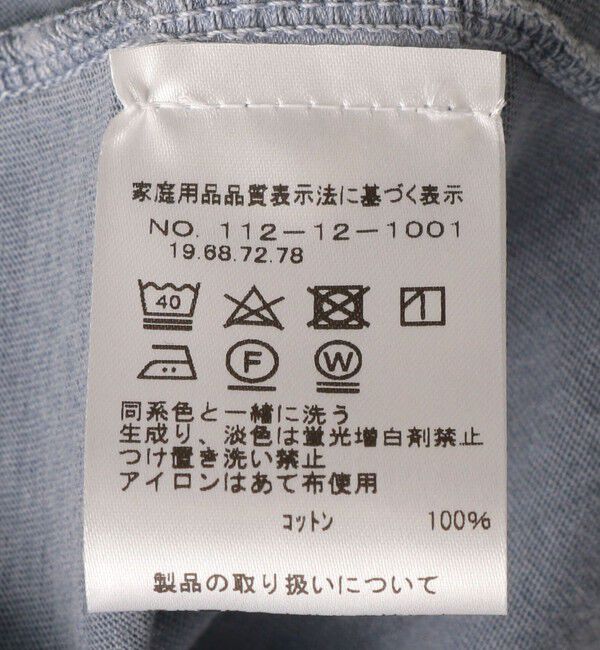 家庭用品品質表示法に基づく表示
NO. 112-12-1001
19.68.72.78
40
F W
同系色と一緒に洗う
生成り、淡色は蛍光増白剤禁止
つけ置き洗い禁止
アイロンはあて布使用
コットン 100%
製品の取り扱いについて